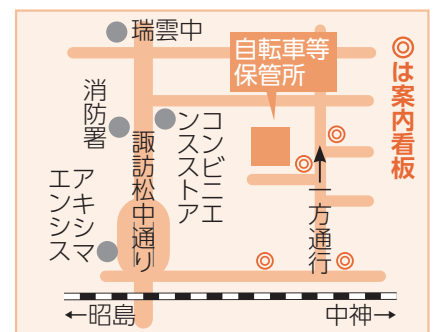 瑞雲中
自転車等
保管所
◎は案内看板
消防署
コンビニエ
ンスストア
諏訪松中通り
アキシマ
エンシス
一方通行
←昭島
中神→